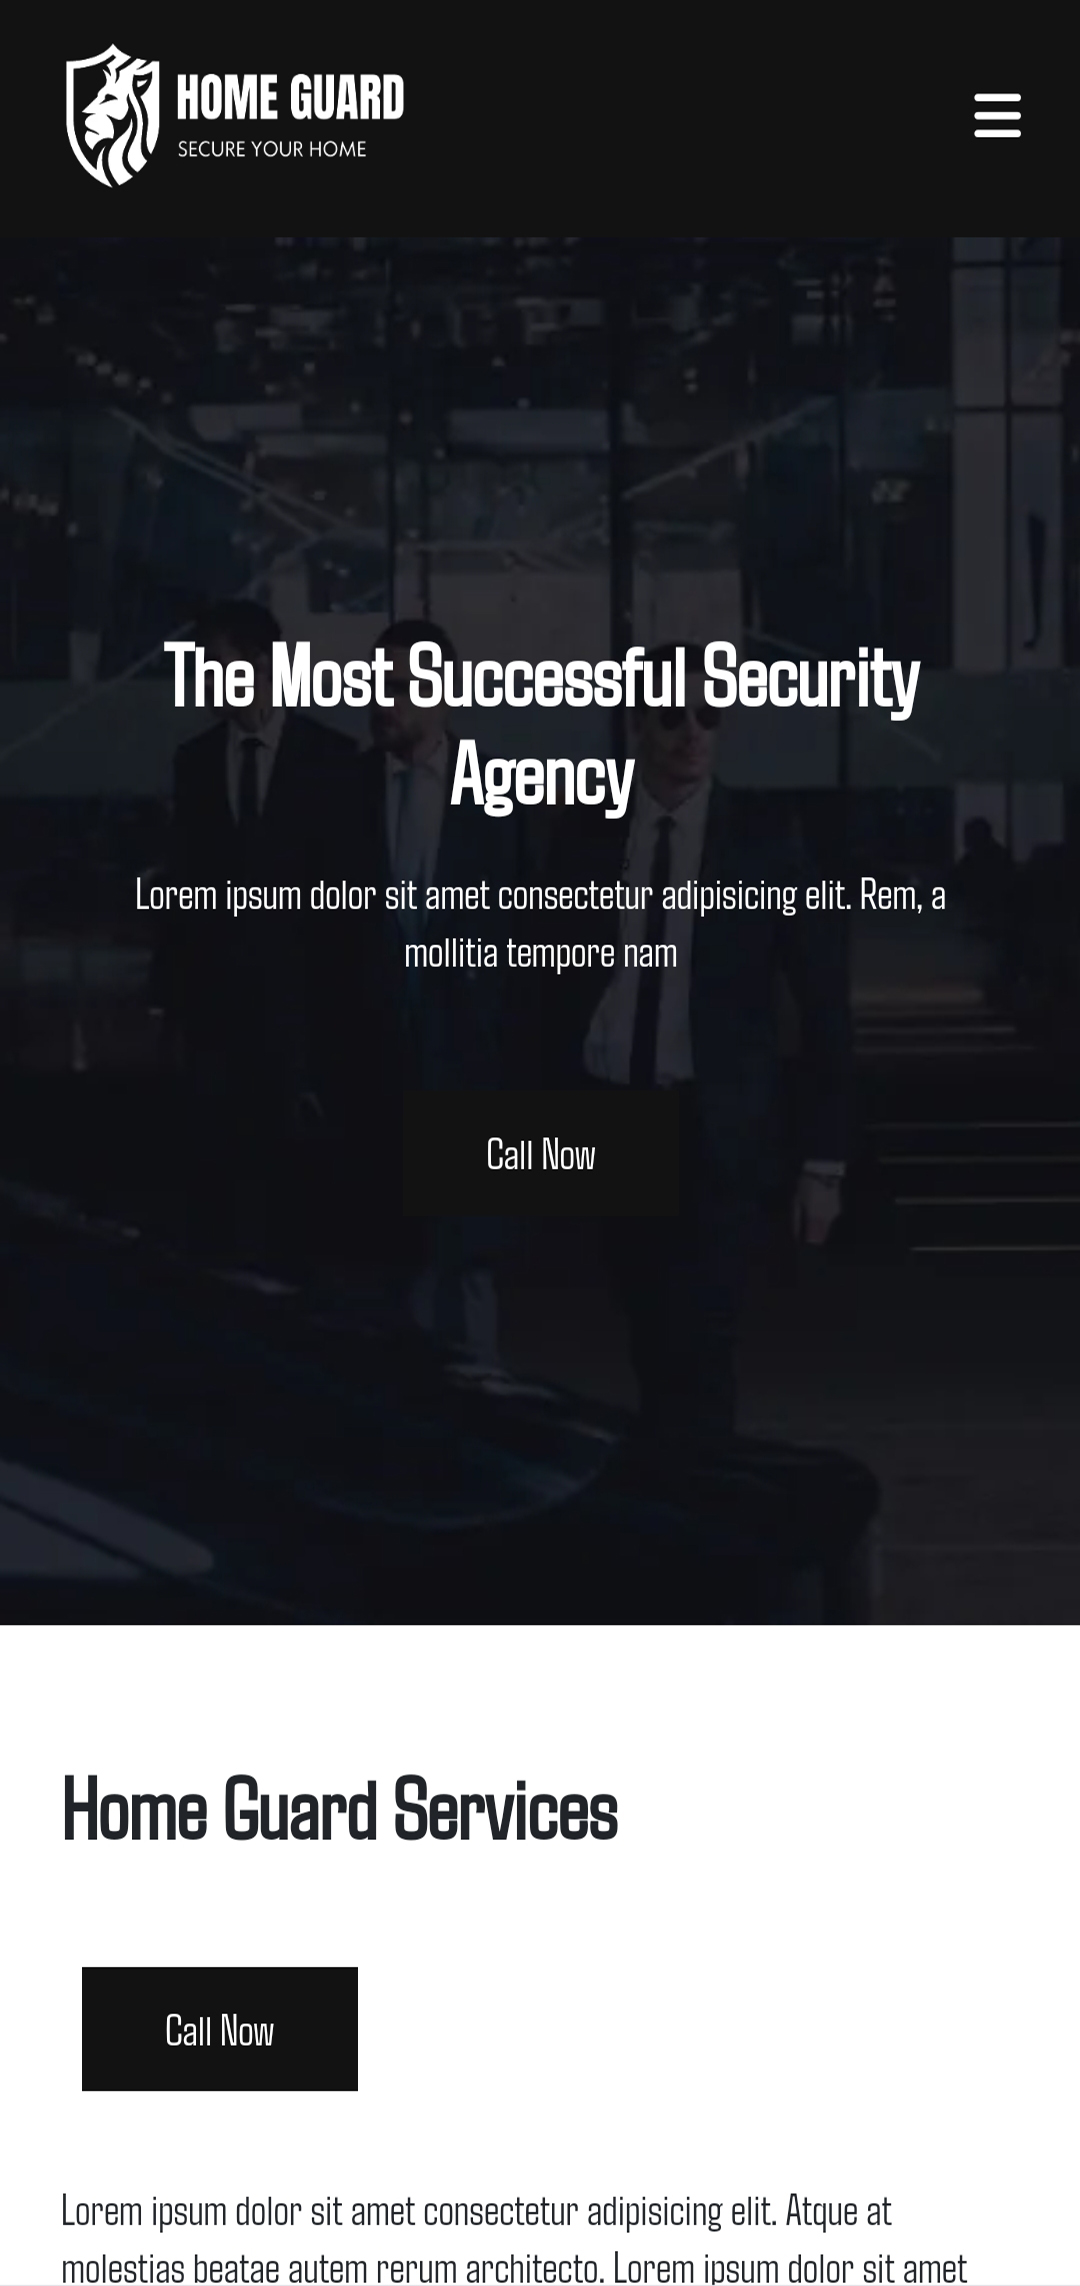 HOME GUARD
SECURE YOUR HOME
The Most Successful Security
Agency
Lorem ipsum dolor sit amet consectetur adipisicing elit. Rem, a
mollitia tempore nam
Call Now
Home Guard Services
Call Now
Lorem ipsum dolor sit amet consectetur adipisicing elit. Atque at
molestias beatae autem rerum architecto. Lorem ipsum dolor sit amet